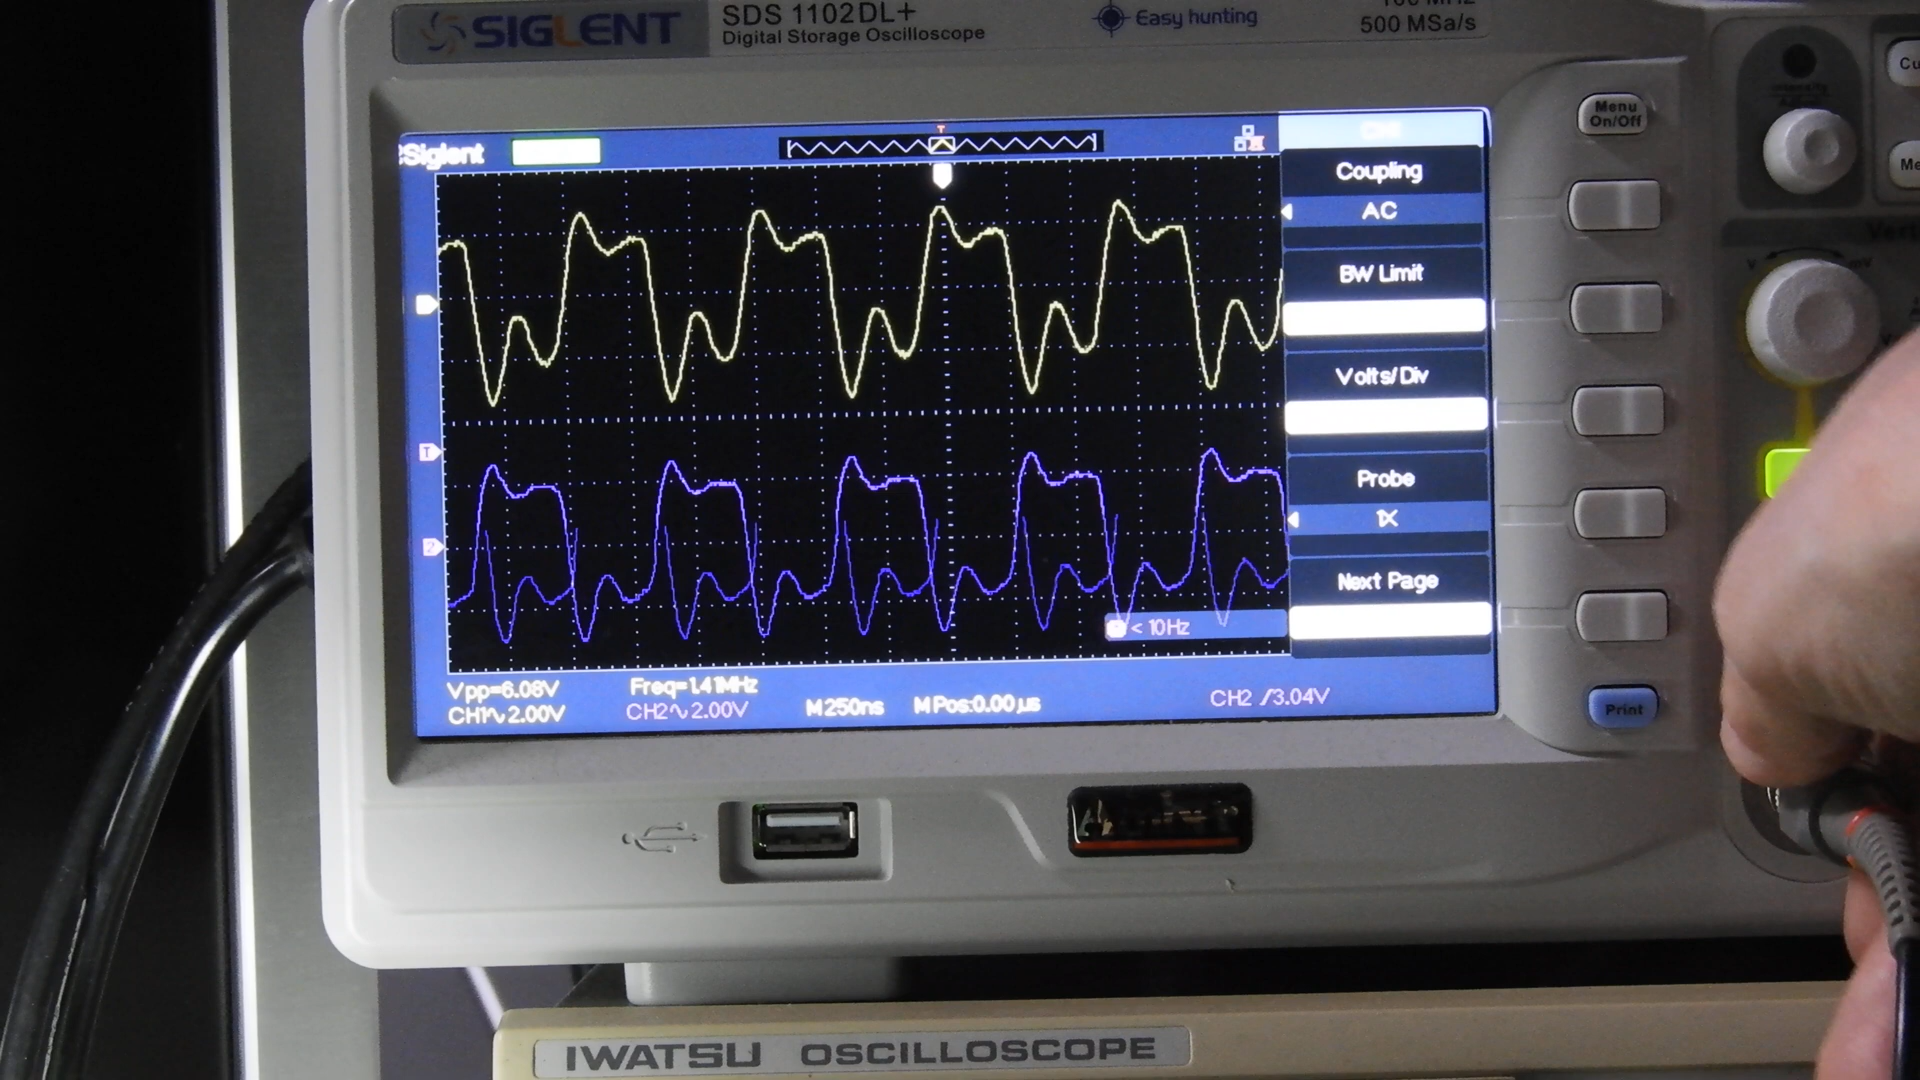 SIGLENT
SDS 1102DL+
Digital Storage Oscilloscope
Easy hunting
500 MSa/s
Siglent
T
Menu
On/Off
Coupling
AC
BW Limit
Volts/Div
Probe
1X
Next Page
T
2
< 10Hz
Vpp=6.08V
Freq=1.41MHz
CH1∿2.00V
CH2∿2.00V
M250ns
M Pos:0.00µs
CH2 /3.04V
Print
IWATSU OSCILLOSCOPE